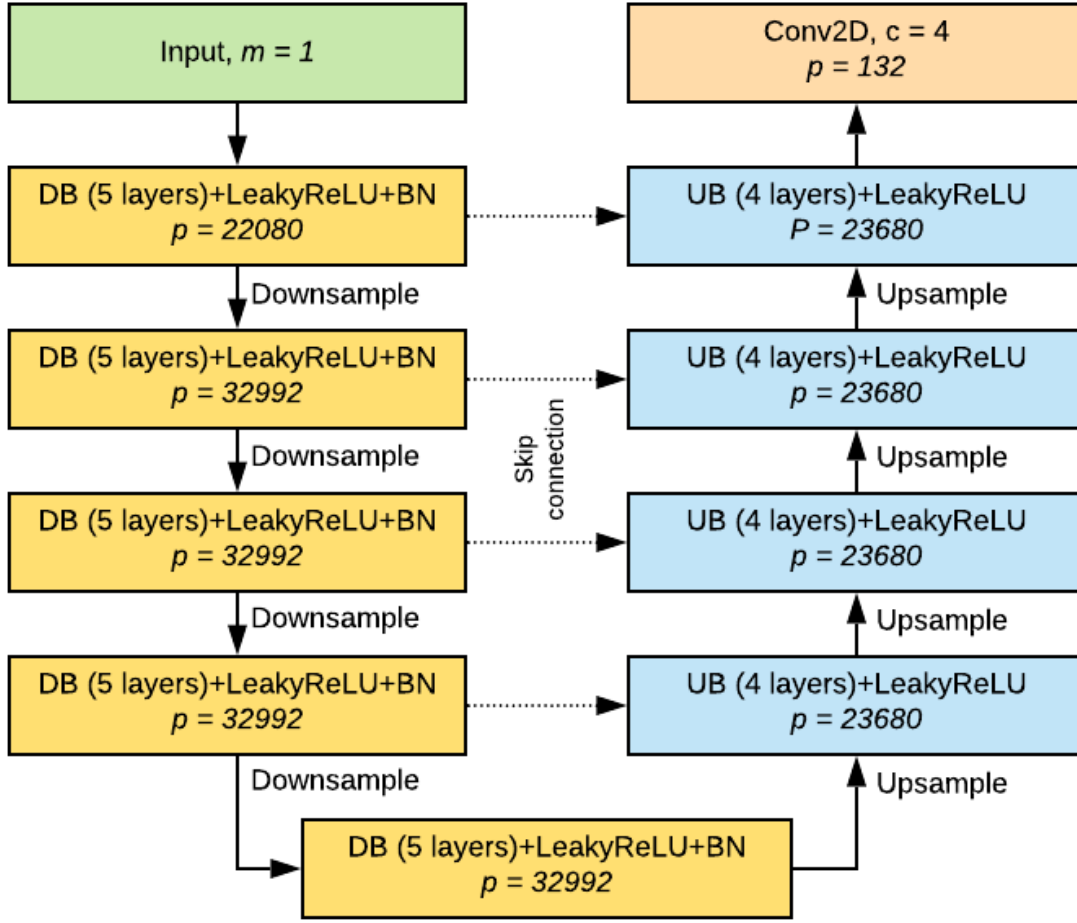 Input, m = 1
Conv2D, c = 4
p = 132
DB (5 layers)+LeakyReLU+BN
p = 22080
UB (4 layers)+LeakyReLU
P = 23680
Downsample
Upsample
DB (5 layers)+LeakyReLU+BN
p = 32992
UB (4 layers)+LeakyReLU
p = 23680
Skip
connection
Downsample
Upsample
DB (5 layers)+LeakyReLU+BN
p = 32992
UB (4 layers)+LeakyReLU
p = 23680
Downsample
Upsample
DB (5 layers)+LeakyReLU+BN
p = 32992
UB (4 layers)+LeakyReLU
p = 23680
Downsample
Upsample
DB (5 layers)+LeakyReLU+BN
p = 32992